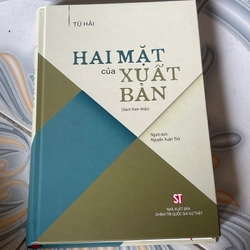 TỪ HẢI
HAI MẶT
của XUẤT
BẢN
(Sách tham khảo)
Người dịch:
Nguyễn Xuân Thủ
ST
NHÀ XUẤT BẢN
CHÍNH TRỊ QUỐC GIA SỰ THẬT